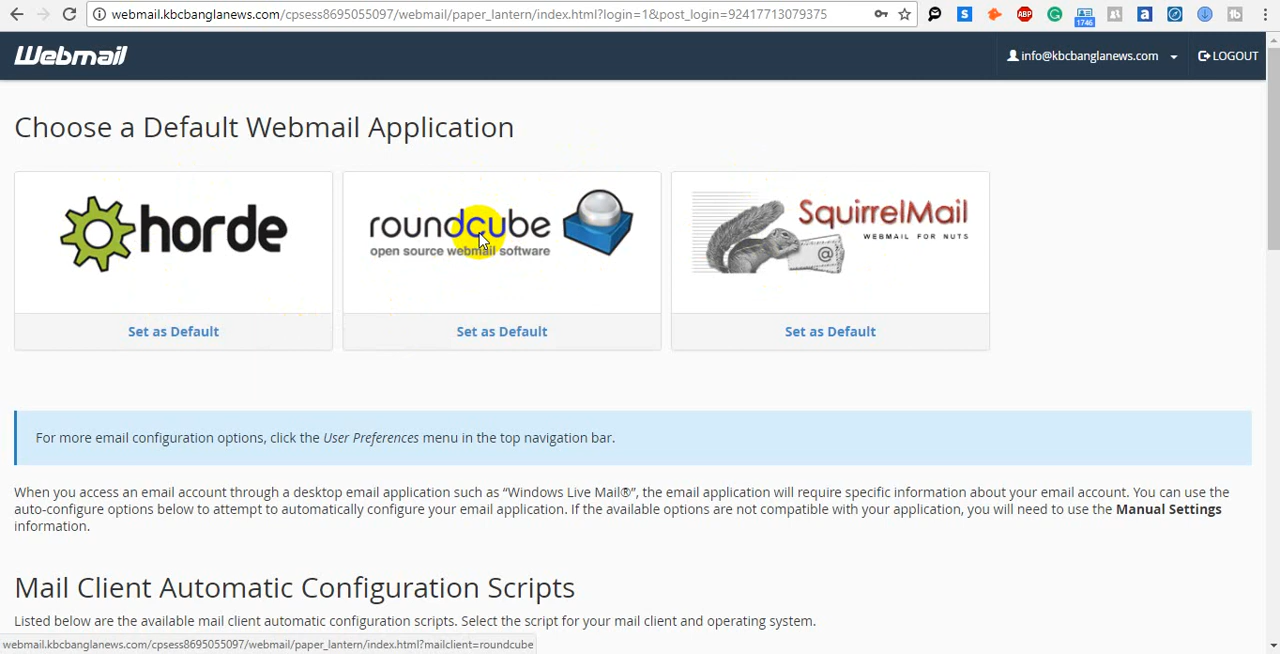 webmail.kbcbanglanews.com/cpsess8695055097/webmail/paper_lantern/index.html?login=1&post_login=92417713079375
S
ABP
G
1746
a
tb
Webmail
info@kbcbanglanews.com
LOGOUT
Choose a Default Webmail Application
horde
roundcube
open source webmail software
SquirrelMail
WEBMAIL FOR NUTS
@
Set as Default
Set as Default
Set as Default
For more email configuration options, click the User Preferences menu in the top navigation bar.
When you access an email account through a desktop email application such as “Windows Live Mail®”, the email application will require specific information about your email account. You can use the
auto-configure options below to attempt to automatically configure your email application. If the available options are not compatible with your application, you will need to use the Manual Settings
information.
Mail Client Automatic Configuration Scripts
Listed below are the available mail client automatic configuration scripts. Select the script for your mail client and operating system.
webmail.kbcbanglanews.com/cpsess8695055097/webmail/paper_lantern/index.html?mailclient=roundcube